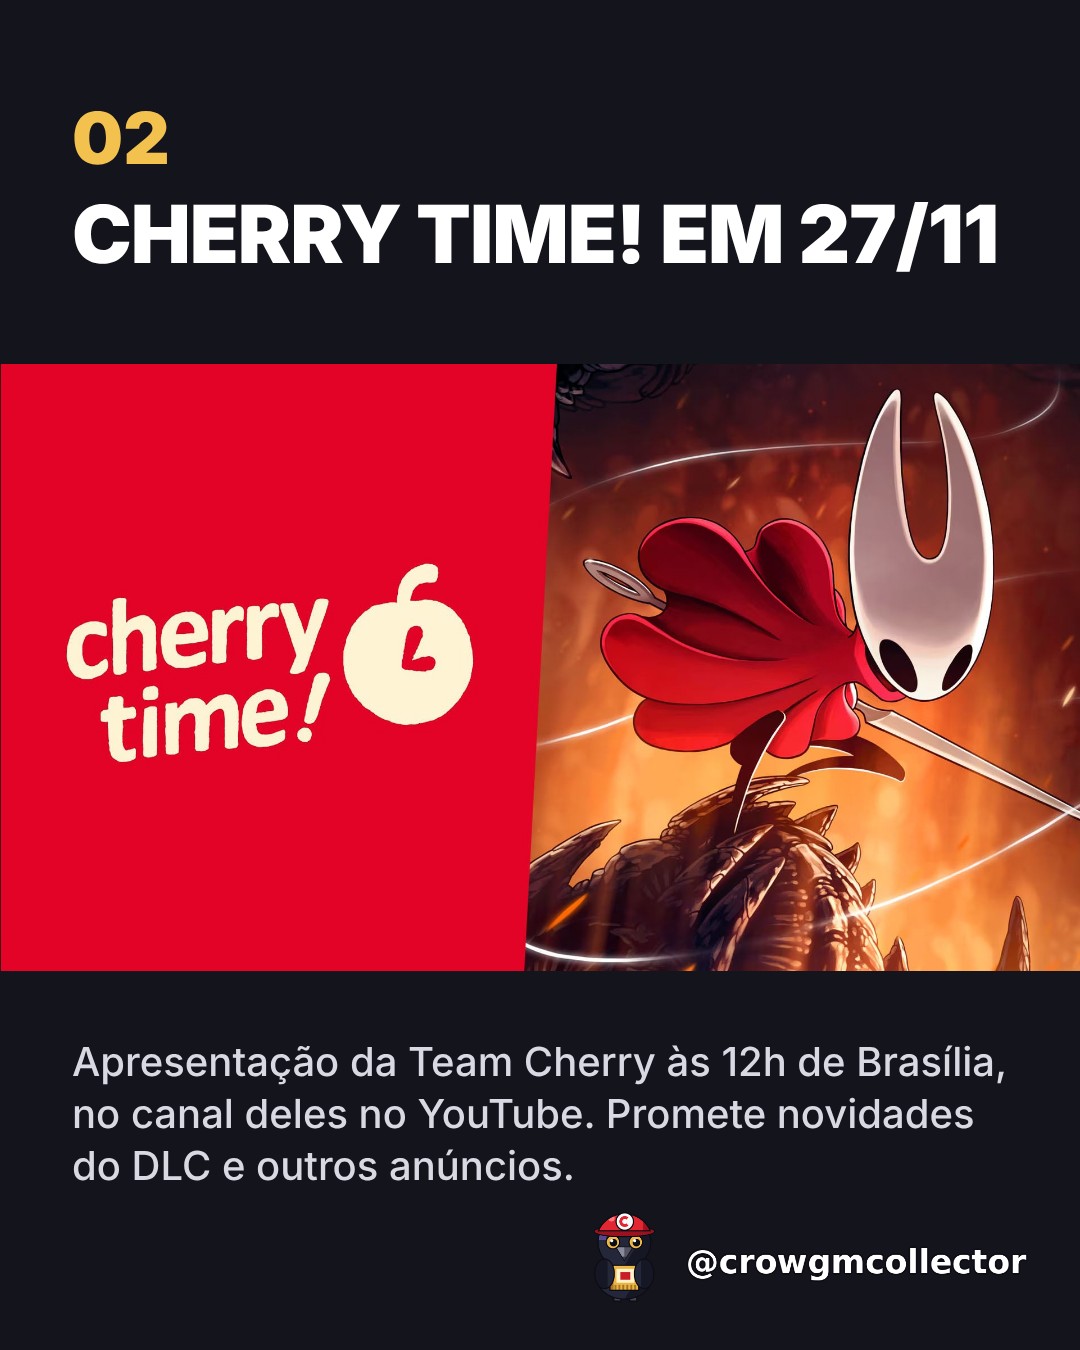 02
CHERRY TIME! EM 27/11
cherry
time!
Apresentação da Team Cherry às 12h de Brasília,
no canal deles no YouTube. Promete novidades
do DLC e outros anúncios.
C
@crowgmcollector